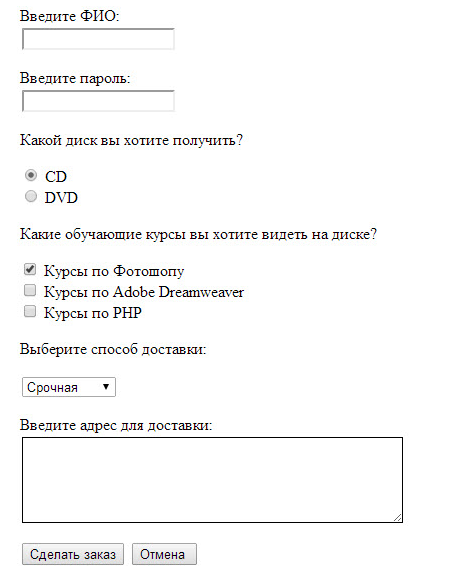 Введите ФИО:
Введите пароль:
Какой диск вы хотите получить?
CD
DVD
Какие обучающие курсы вы хотите видеть на диске?
Курсы по Фотошопу
Курсы по Adobe Dreamweaver
Курсы по PHP
Выберите способ доставки:
Срочная
Введите адрес для доставки:
Сделать заказ Отмена